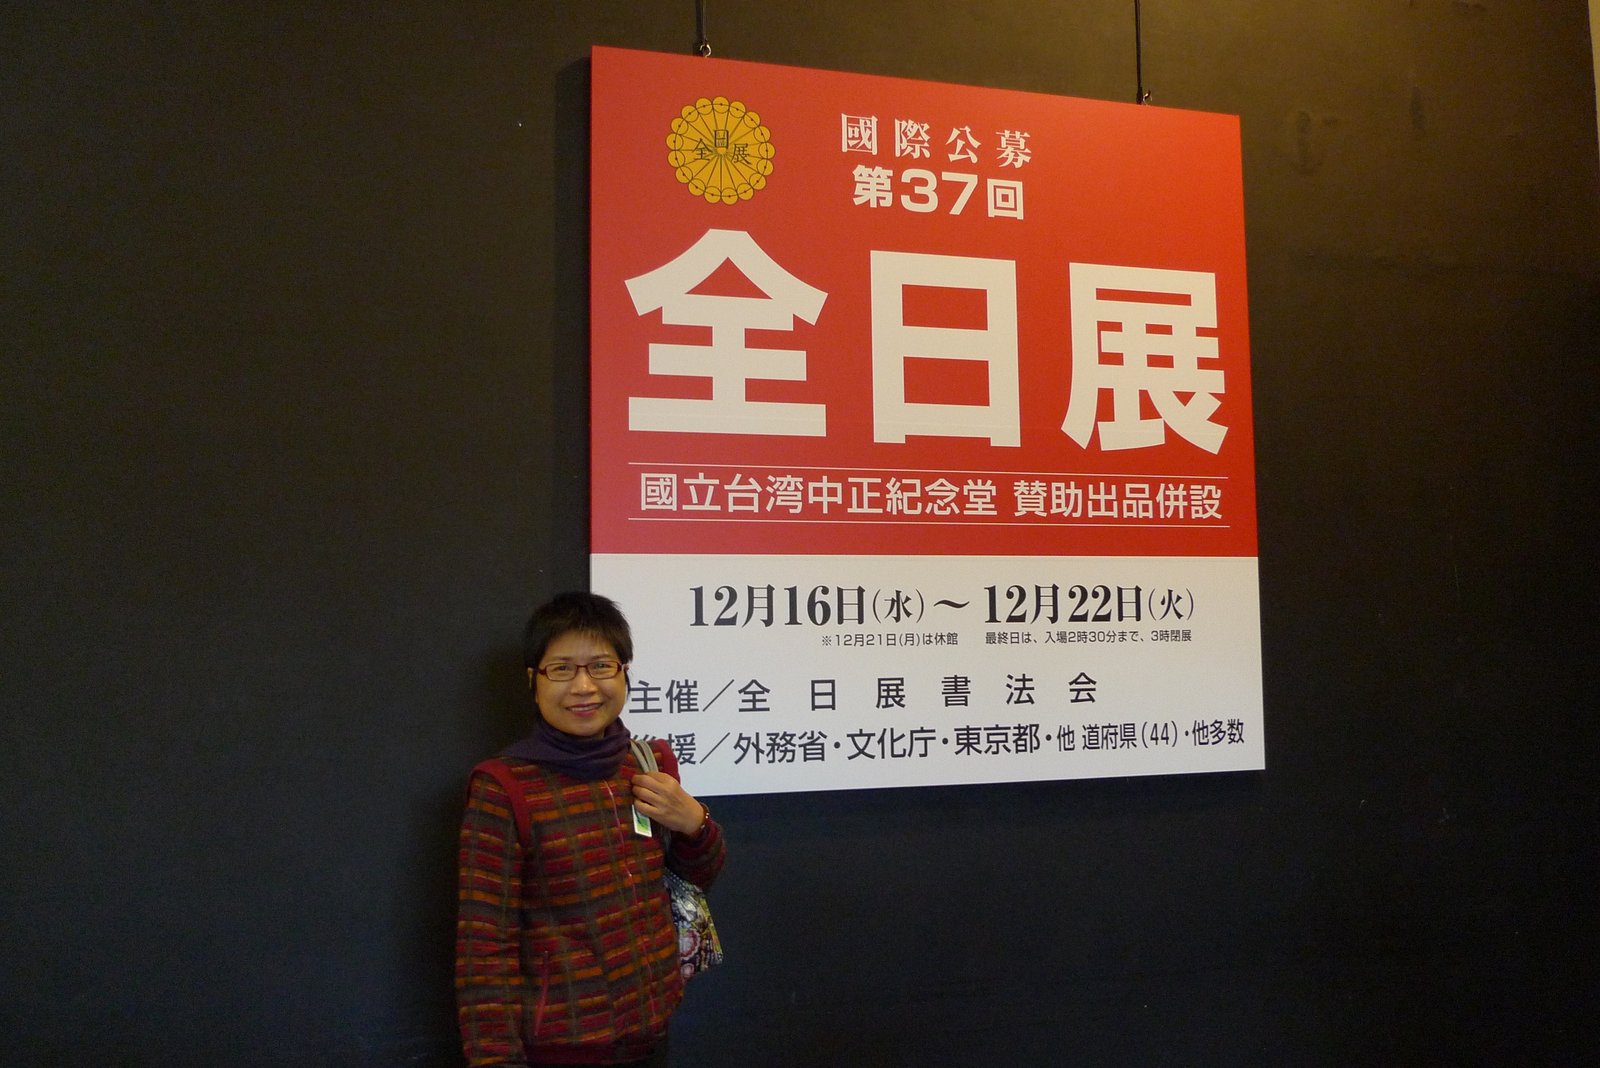 全日展
國際公募
第37回
全日展
國立台湾中正紀念堂 賛助出品併設
12月16日(水)～12月22日(火)
※12月21日(月)は休館 最終日は、入場2時30分まで、3時閉展
主催／全日展書法会
後援／外務省・文化庁・東京都・他 道府県(44)・他多数